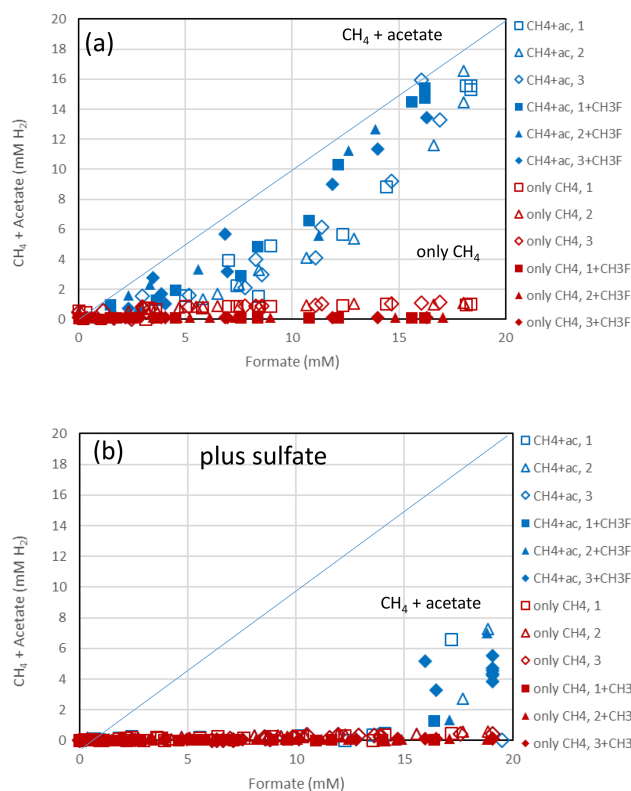 (a)
CH4 + acetate
only CH4
CH4 + Acetate (mM H2)
20
18
16
14
12
10
8
6
4
2
0
0
5
10
15
20
Formate (mM)
CH4+ac, 1
CH4+ac, 2
CH4+ac, 3
CH4+ac, 1+CH3F
CH4+ac, 2+CH3F
CH4+ac, 3+CH3F
only CH4, 1
only CH4, 2
only CH4, 3
only CH4, 1+CH3F
only CH4, 2+CH3F
only CH4, 3+CH3F
(b)
plus sulfate
CH4 + acetate
CH4 + Acetate (mM H2)
20
18
16
14
12
10
8
6
4
2
0
0
5
10
15
20
Formate (mM)
CH4+ac, 1
CH4+ac, 2
CH4+ac, 3
CH4+ac, 1+CH3F
CH4+ac, 2+CH3F
CH4+ac, 3+CH3F
only CH4, 1
only CH4, 2
only CH4, 3
only CH4, 1+CH3
only CH4, 2+CH3
only CH4, 3+CH3